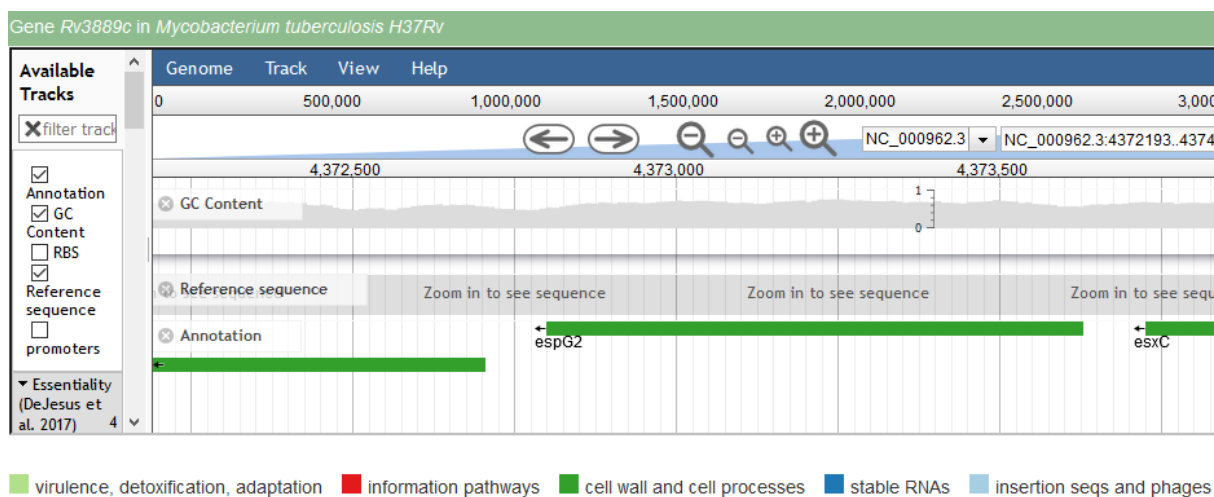 Gene Rv3889c in Mycobacterium tuberculosis H37Rv
Available
Tracks
filter track
Annotation
GC
Content
RBS
Reference
sequence
promoters
Essentiality
(DeJesus et
al. 2017) 4
Genome Track View Help
0 500,000 1,000,000 1,500,000 2,000,000 2,500,000 3,000
NC_000962.3 NC_000962.3:4372193..4374
4,372,500 4,373,000 4,373,500
GC Content 1
0
Reference sequence Zoom in to see sequence Zoom in to see sequence Zoom in to see sequ
Annotation
espG2 esxC
virulence, detoxification, adaptation information pathways cell wall and cell processes stable RNAs insertion seqs and phages